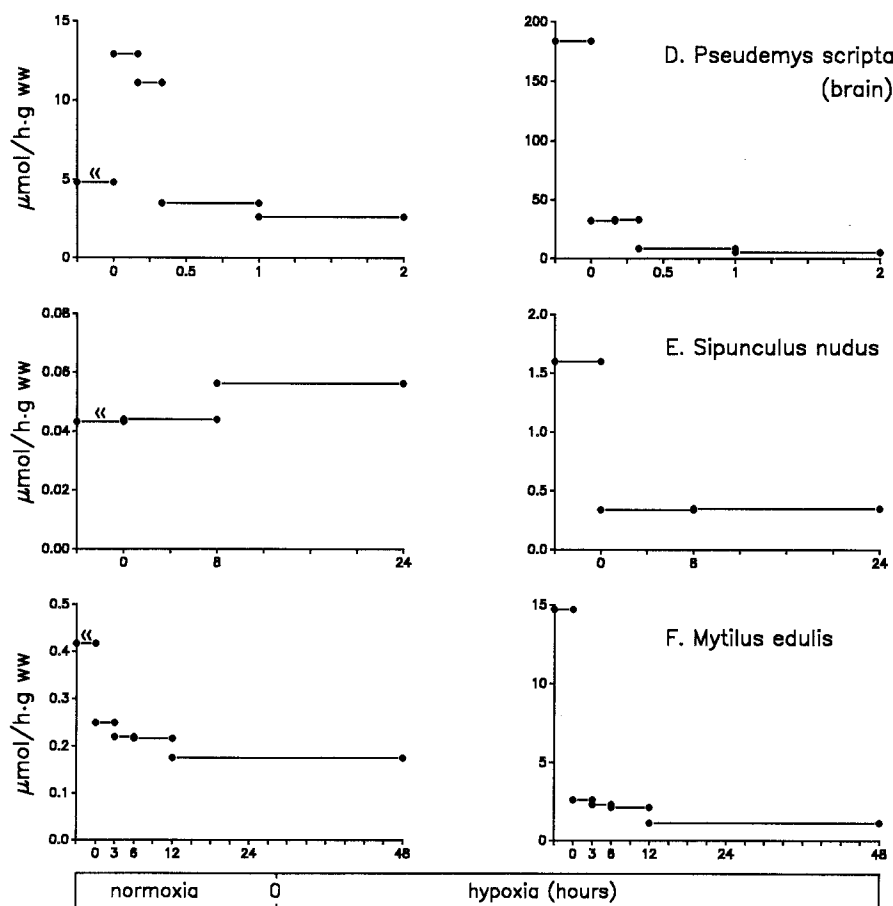 μmol/h·g ww
15
10
5
0
«
0 0.5 1 2
D. Pseudemys scripta
(brain)
200
150
100
50
0
0 0.5 1 2
μmol/h·g ww
0.08
0.06
0.04
0.02
0.00
«
0 8 24
E. Sipunculus nudus
2.0
1.5
1.0
0.5
0.0
0 8 24
μmol/h·g ww
0.5
0.4
0.3
0.2
0.1
0.0
«
0 3 6 12 24 48
F. Mytilus edulis
15
10
5
0
0 3 6 12 24 48
normoxia 0 hypoxia (hours)